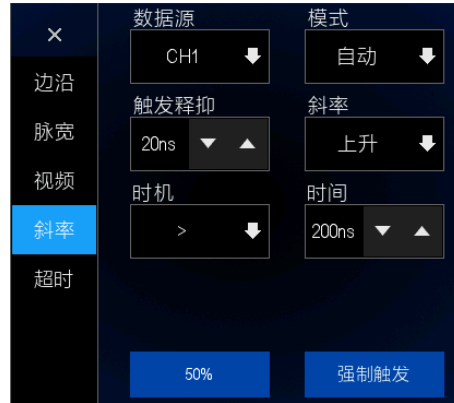 ×
边沿
脉宽
视频
斜率
超时
数据源
模式
CH1
自动
触发释抑
斜率
20ns
上升
时机
时间
>
200ns
50%
强制触发